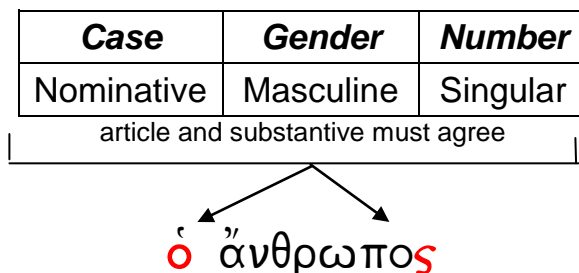 Case Gender Number
Nominative Masculine Singular
article and substantive must agree
ὁ ἄνθρωπος